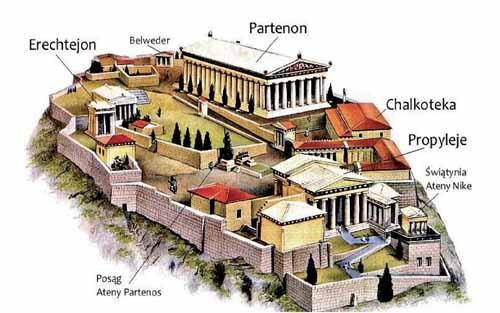 Partenon
Belweder
Erechtejon
Chalkoteka
Propyleje
Świątynia
Ateny Nike
Posąg
Ateny Partenos